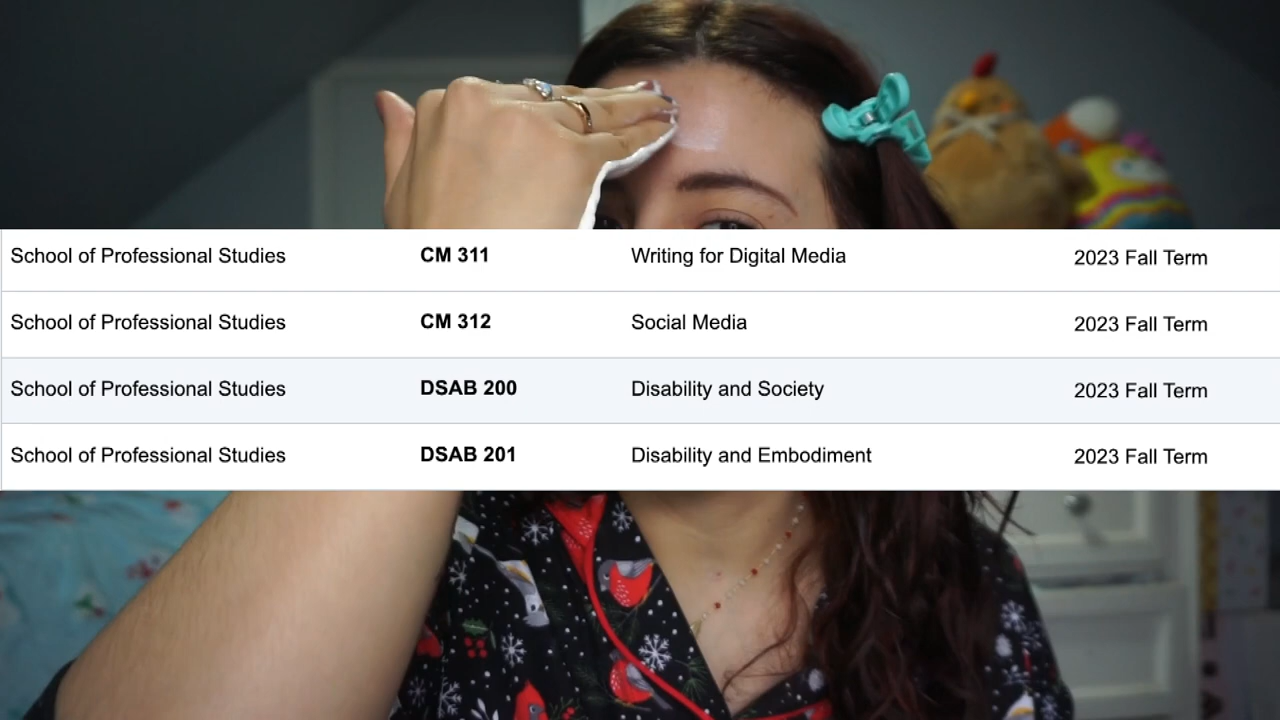 School of Professional Studies CM 311 Writing for Digital Media 2023 Fall Term
School of Professional Studies CM 312 Social Media 2023 Fall Term
School of Professional Studies DSAB 200 Disability and Society 2023 Fall Term
School of Professional Studies DSAB 201 Disability and Embodiment 2023 Fall Term